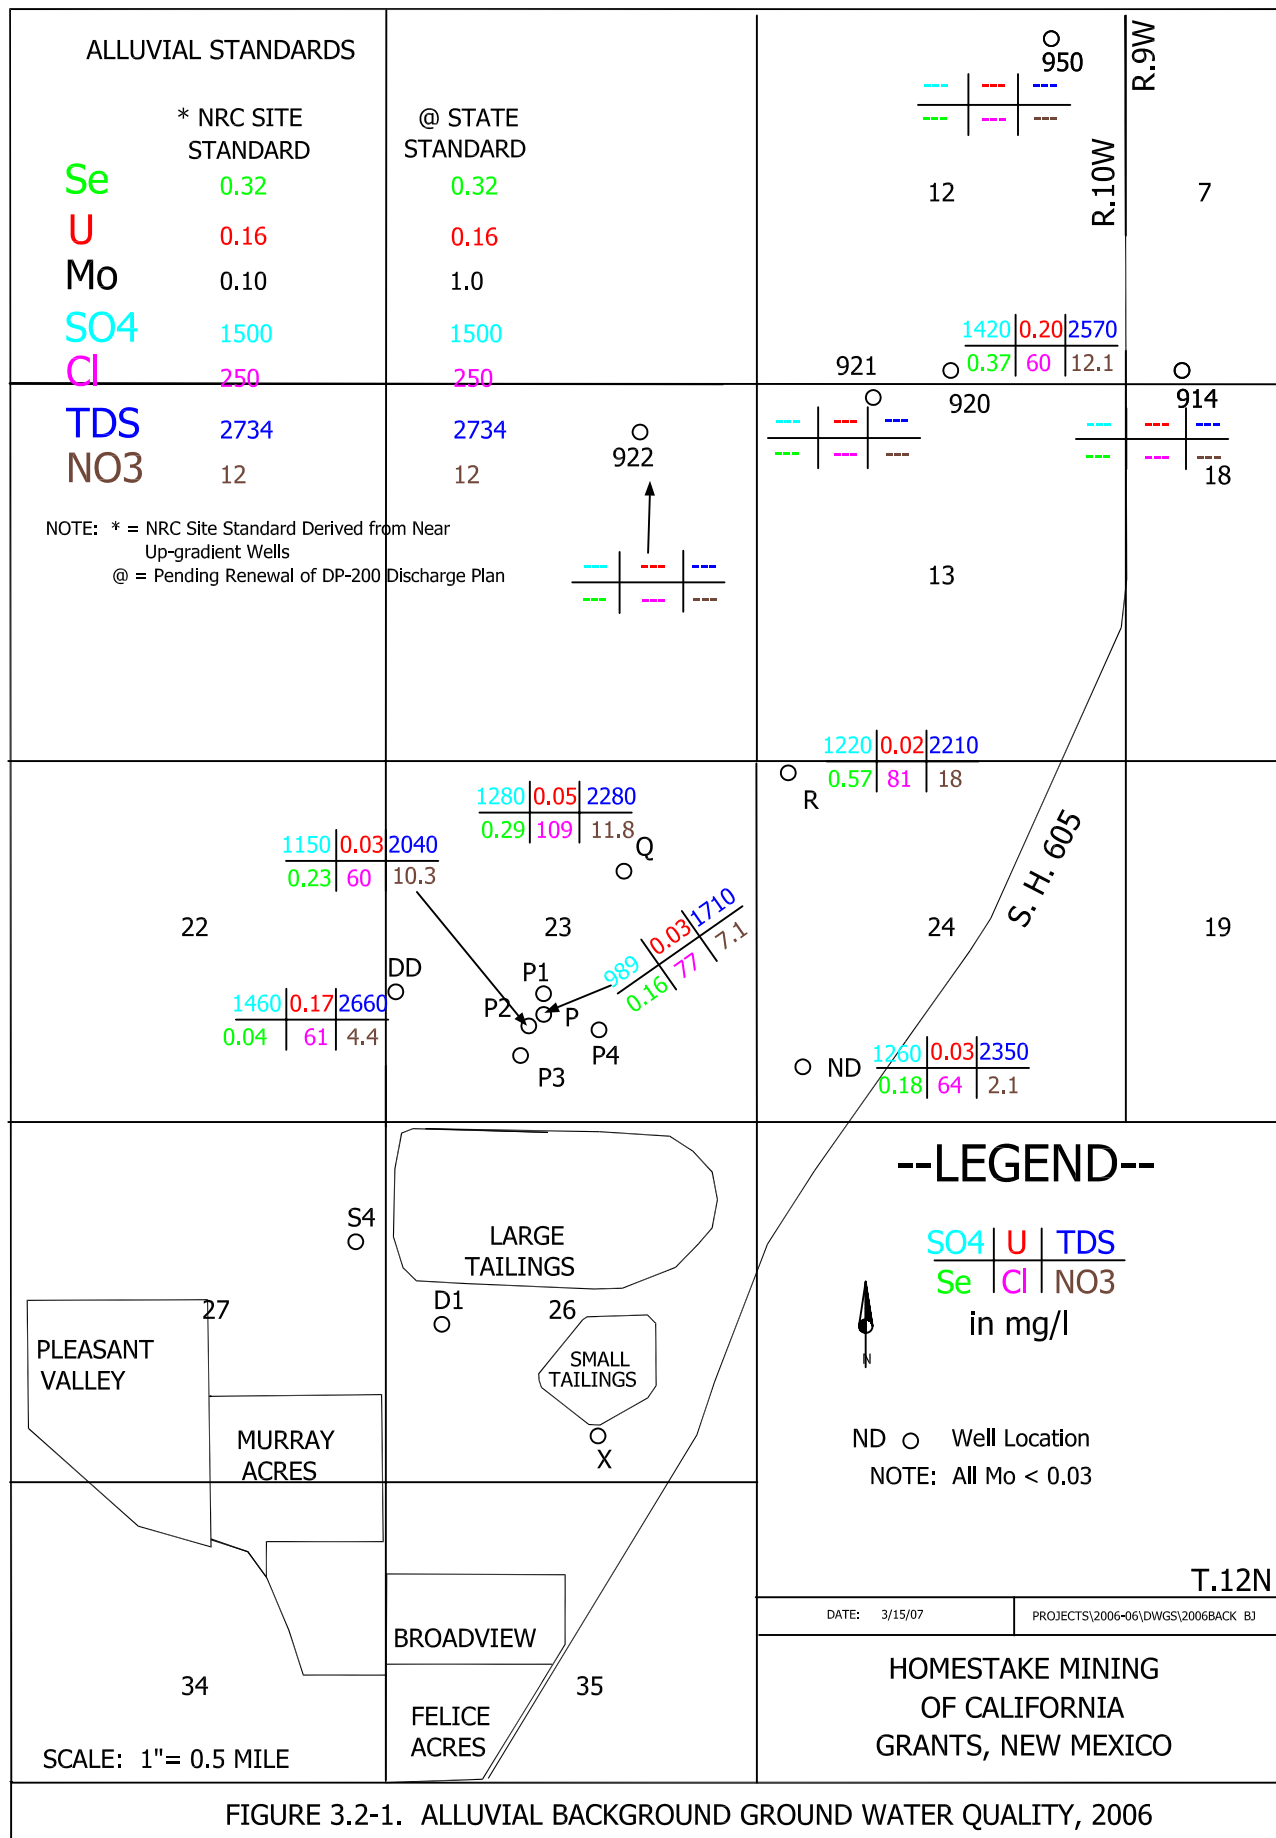 ALLUVIAL STANDARDS
* NRC SITE STANDARD
@ STATE STANDARD
Se 0.32 0.32
U 0.16 0.16
Mo 0.10 1.0
SO4 1500 1500
Cl 250 250
TDS 2734 2734
NO3 12 12
NOTE: * = NRC Site Standard Derived from Near
Up-gradient Wells
@ = Pending Renewal of DP-200 Discharge Plan
950
--- --- ---
--- --- ---
R.9W
R.10W
12
7
1420 0.20 2570
0.37 60 12.1
921
920
914
--- --- ---
--- --- ---
--- --- ---
--- --- ---
18
922
--- --- ---
--- --- ---
13
1220 0.02 2210
0.57 81 18
R
1280 0.05 2280
0.29 109 11.8
Q
1150 0.03 2040
0.23 60 10.3
S. H. 605
989 0.03 1710
0.16 77 7.1
22
23
24
19
DD
1460 0.17 2660
0.04 61 4.4
P1
P2
P
P3
P4
ND
1260 0.03 2350
0.18 64 2.1
--LEGEND--
SO4 U TDS
Se Cl NO3
in mg/l
N
ND Well Location
NOTE: All Mo < 0.03
S4
LARGE
TAILINGS
D1
26
27
SMALL
TAILINGS
X
PLEASANT
VALLEY
MURRAY
ACRES
BROADVIEW
FELICE
ACRES
34
35
SCALE: 1"= 0.5 MILE
T.12N
DATE: 3/15/07
PROJECTS\2006-06\DWGS\2006BACK BJ
HOMESTAKE MINING
OF CALIFORNIA
GRANTS, NEW MEXICO
FIGURE 3.2-1. ALLUVIAL BACKGROUND GROUND WATER QUALITY, 2006